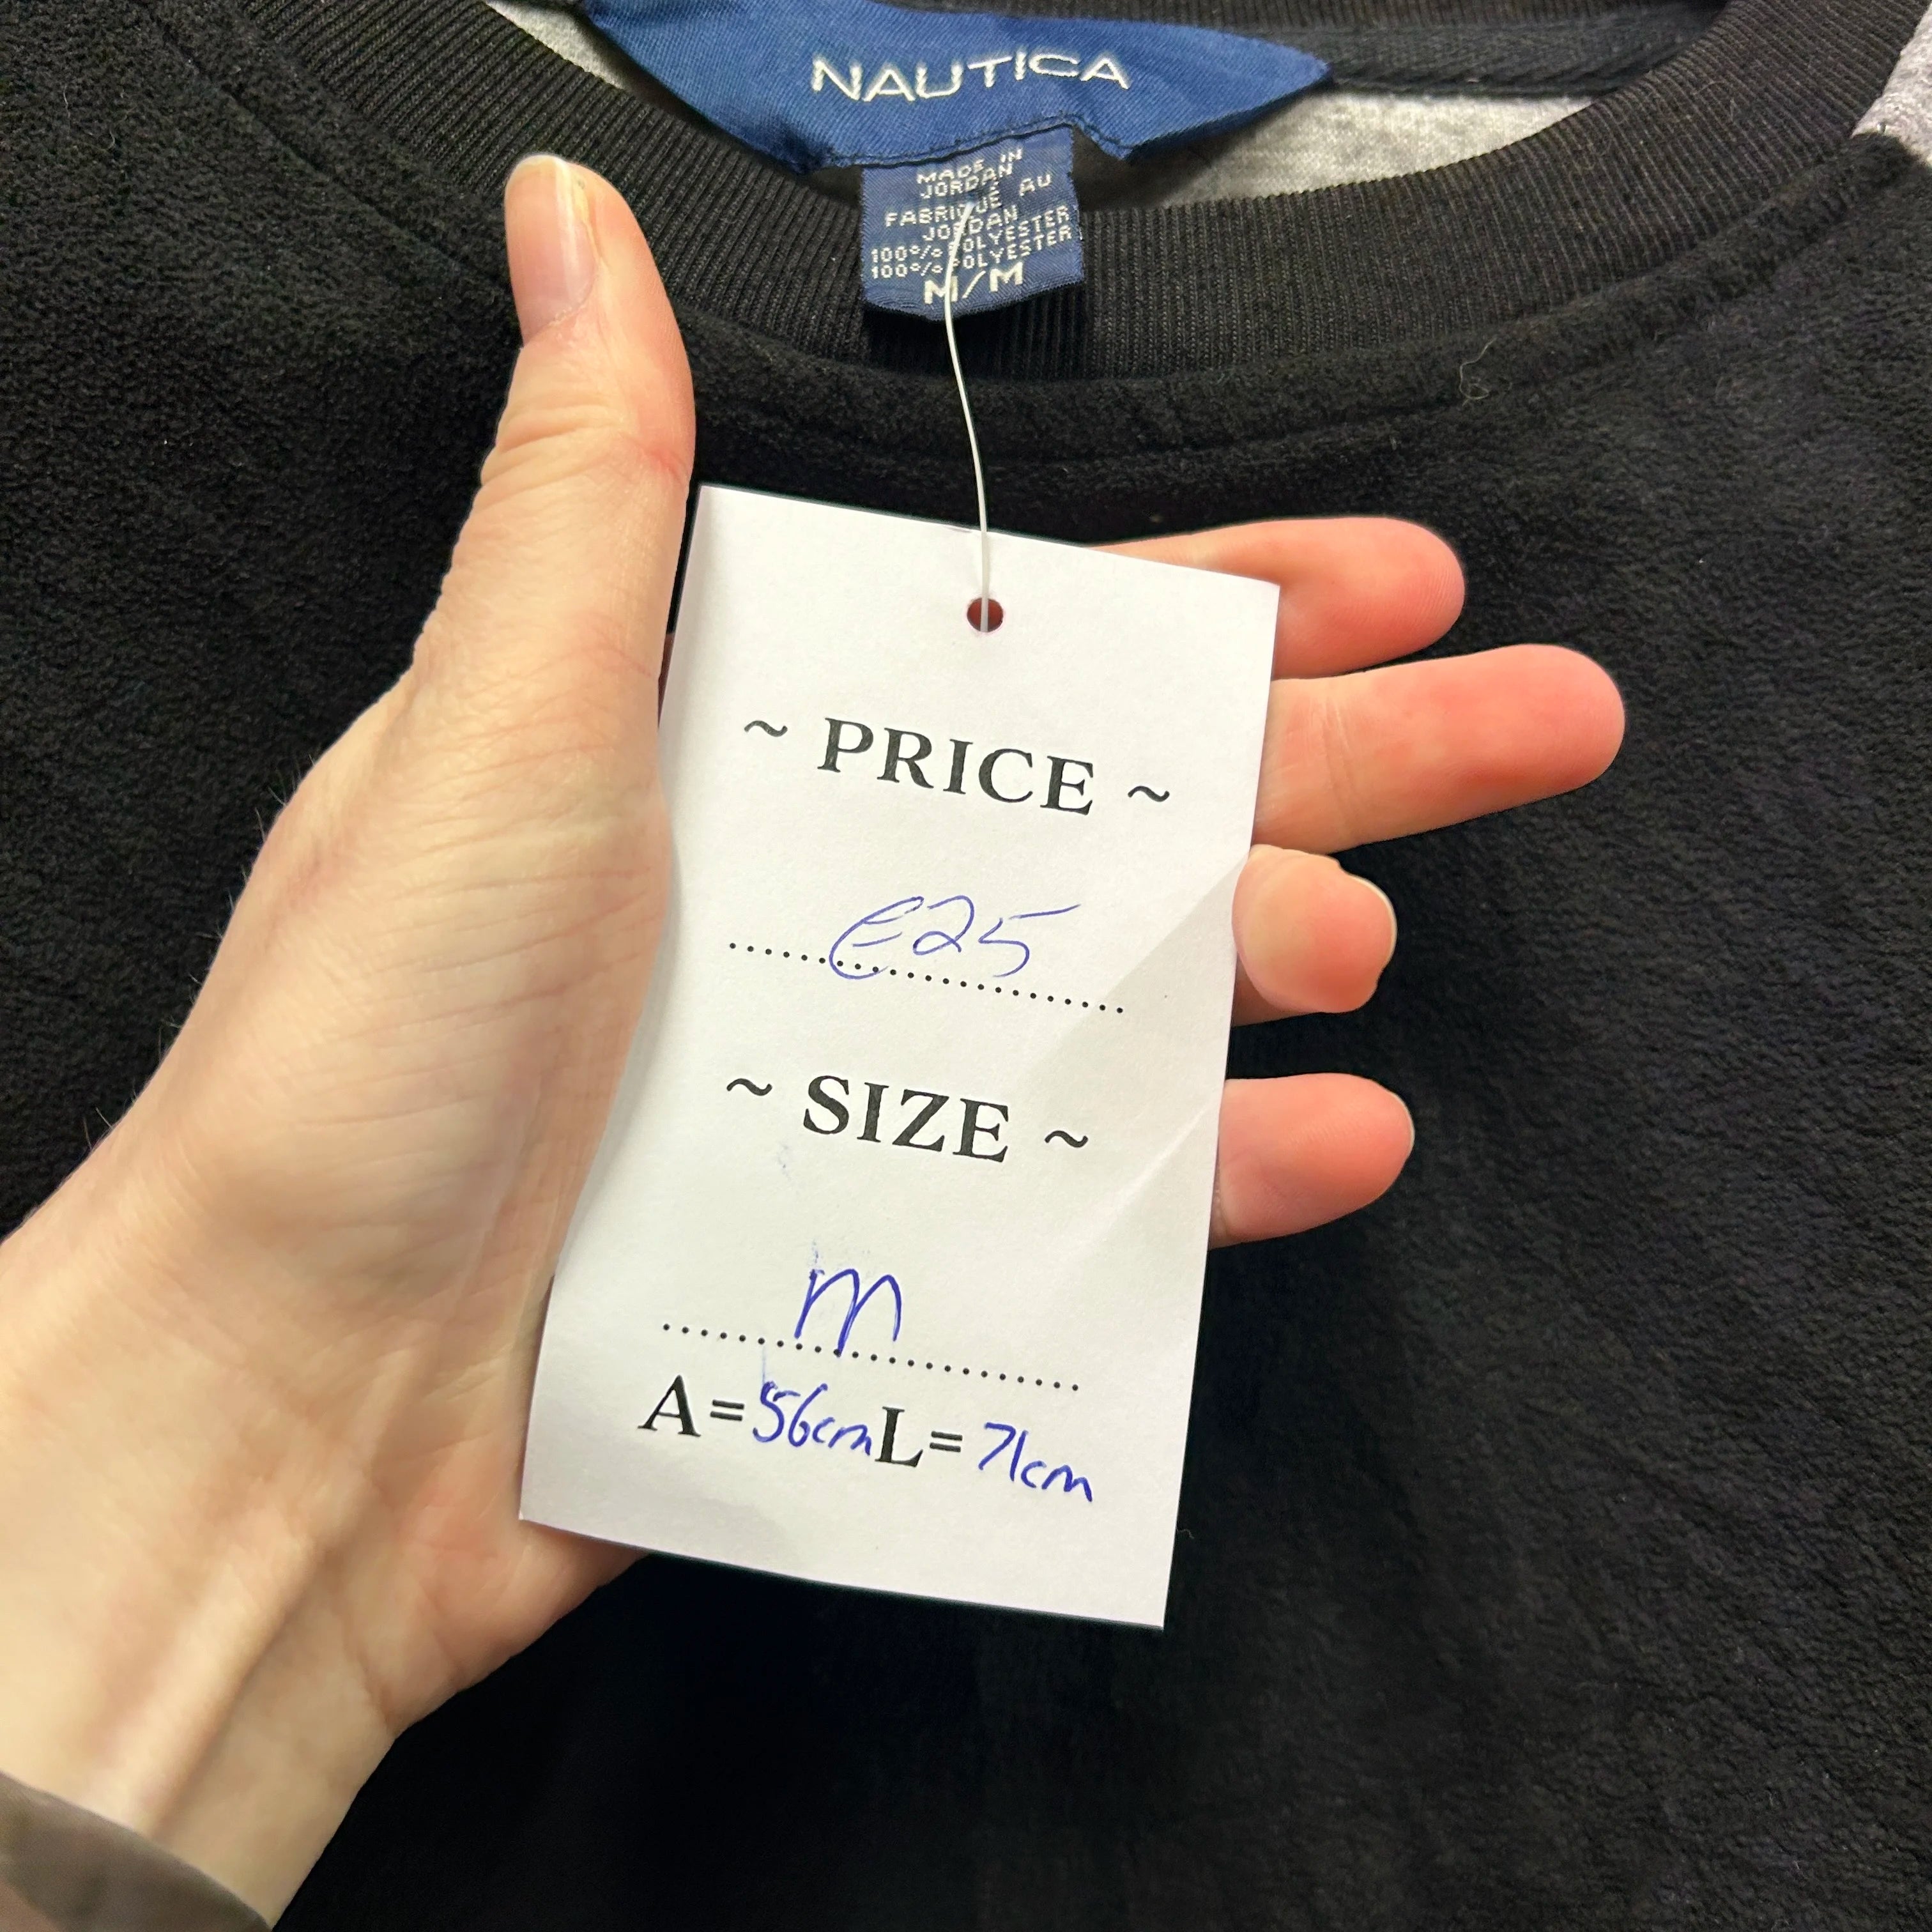 NAUTICA
MADE IN
JORDAN
FABRIQUÉ AU
JORDAN
100% POLYESTER
100% POLYESTER
M/M
~ PRICE ~
€25
~ SIZE ~
M
A=56cm L=71cm